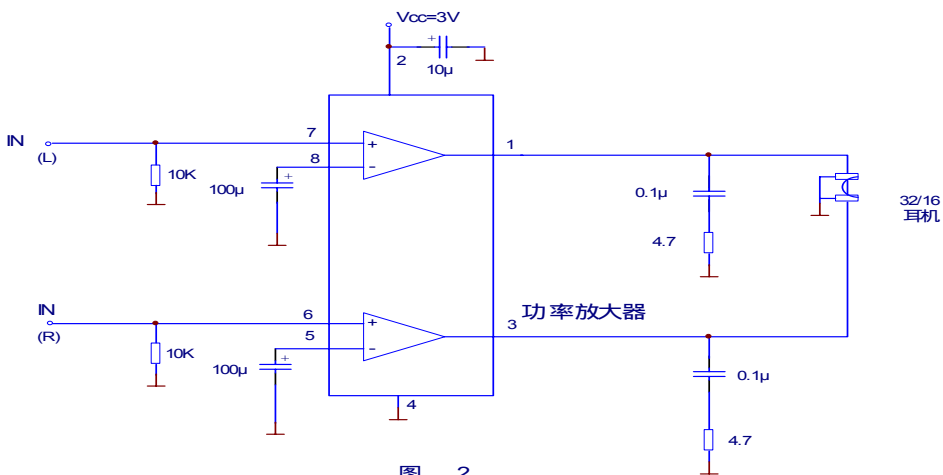 Vcc=3V
+
2
10μ
IN
(L)
7
+
1
8
-
10K
100μ
+
0.1μ
32/16
耳机
4.7
IN
(R)
6
+
功率放大器
3
5
-
10K
100μ
+
0.1μ
4
4.7
图 2